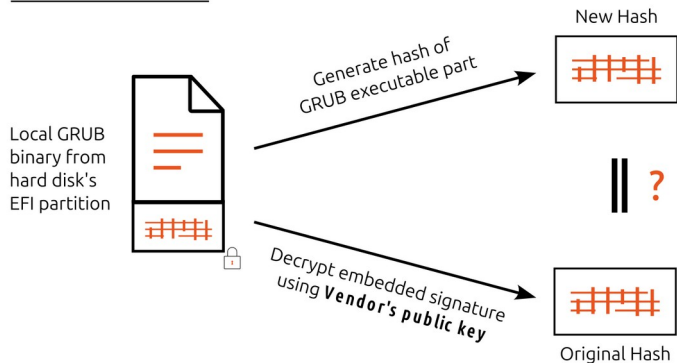 New Hash
Generate hash of
GRUB executable part
Local GRUB
binary from
hard disk's
EFI partition
?
Decrypt embedded signature
using Vendor's public key
Original Hash